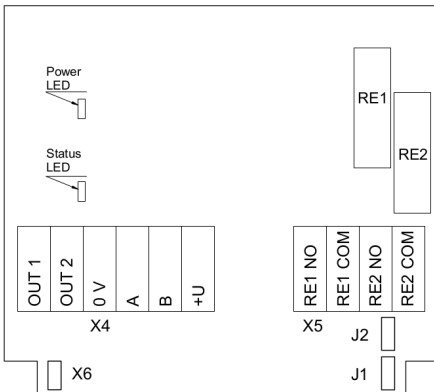 Power
LED
RE1
RE2
Status
LED
OUT 1
OUT 2
0 V
A
B
+U
RE1 NO
RE1 COM
RE2 NO
RE2 COM
X4
X5
J2
X6
J1